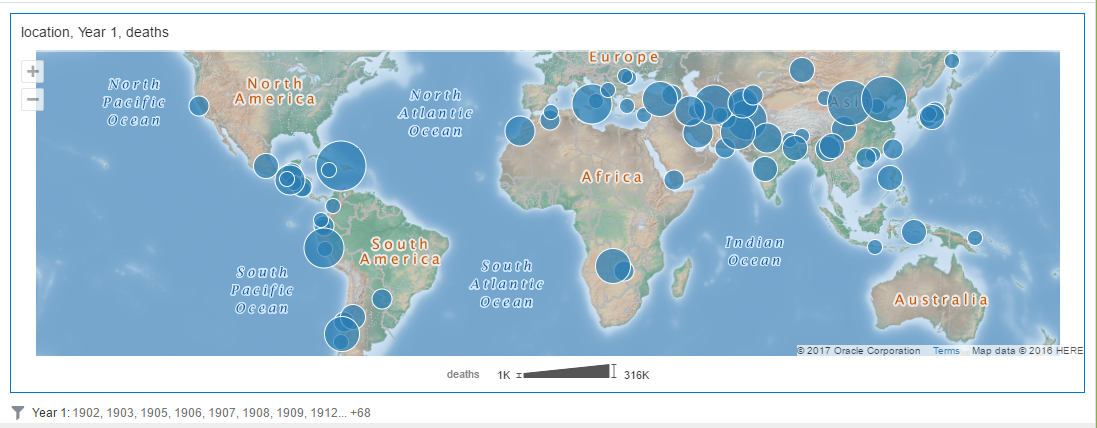 location, Year 1, deaths
+
−
North
Pacific
Ocean
North
America
North
Atlantic
Ocean
Europe
Asia
Africa
South
America
South
Pacific
Ocean
South
Atlantic
Ocean
Indian
Ocean
Australia
© 2017 Oracle Corporation Terms Map data © 2016 HERE
deaths 1K 316K
Year 1: 1902, 1903, 1905, 1906, 1907, 1908, 1909, 1912... +68